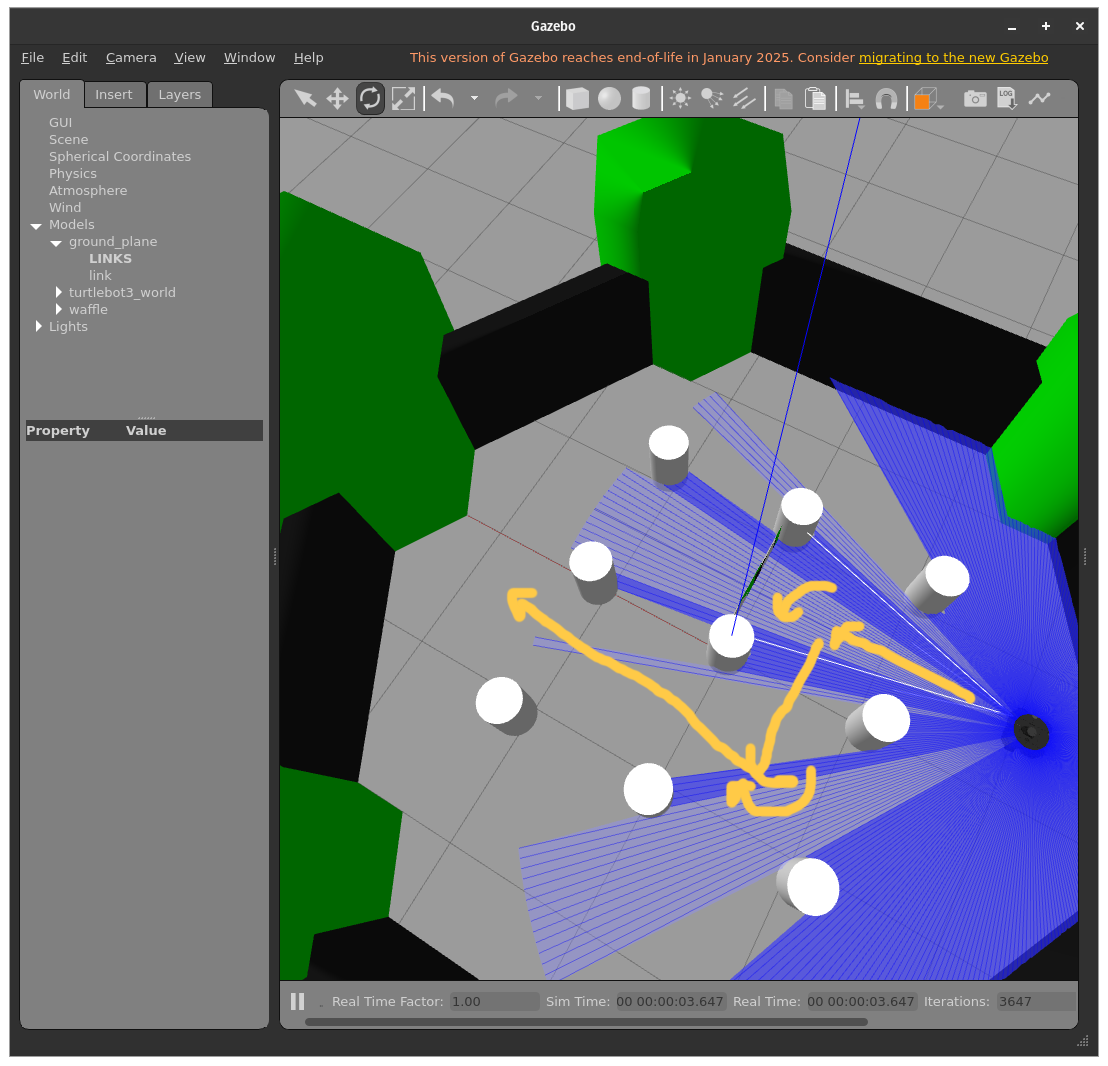 Gazebo
File Edit Camera View Window Help This version of Gazebo reaches end-of-life in January 2025. Consider migrating to the new Gazebo
World Insert Layers
LOG
GUI
Scene
Spherical Coordinates
Physics
Atmosphere
Wind
Models
ground_plane
LINKS
link
turtlebot3_world
waffle
Lights
Property Value
Real Time Factor: 1.00 Sim Time: 00 00:00:03.647 Real Time: 00 00:00:03.647 Iterations: 3647